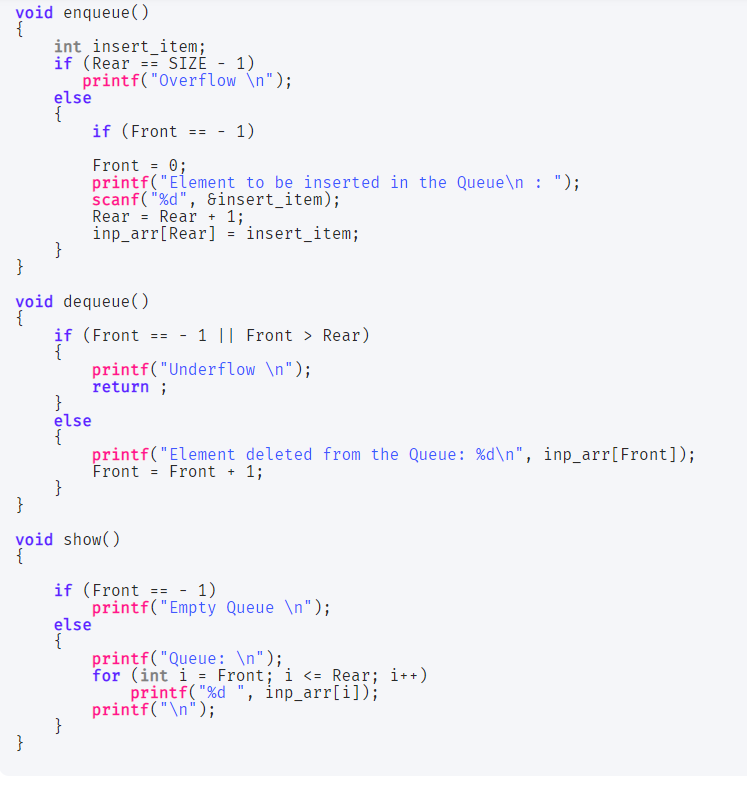 void enqueue()
{
    int insert_item;
    if (Rear == SIZE - 1)
       printf("Overflow \n");
    else
    {
        if (Front == - 1)

        Front = 0;
        printf("Element to be inserted in the Queue\n : ");
        scanf("%d", &insert_item);
        Rear = Rear + 1;
        inp_arr[Rear] = insert_item;
    }
}

void dequeue()
{
    if (Front == - 1 || Front > Rear)
    {
        printf("Underflow \n");
        return ;
    }
    else
    {
        printf("Element deleted from the Queue: %d\n", inp_arr[Front]);
        Front = Front + 1;
    }
}

void show()
{

    if (Front == - 1)
        printf("Empty Queue \n");
    else
    {
        printf("Queue: \n");
        for (int i = Front; i <= Rear; i++)
            printf("%d ", inp_arr[i]);
        printf("\n");
    }
}